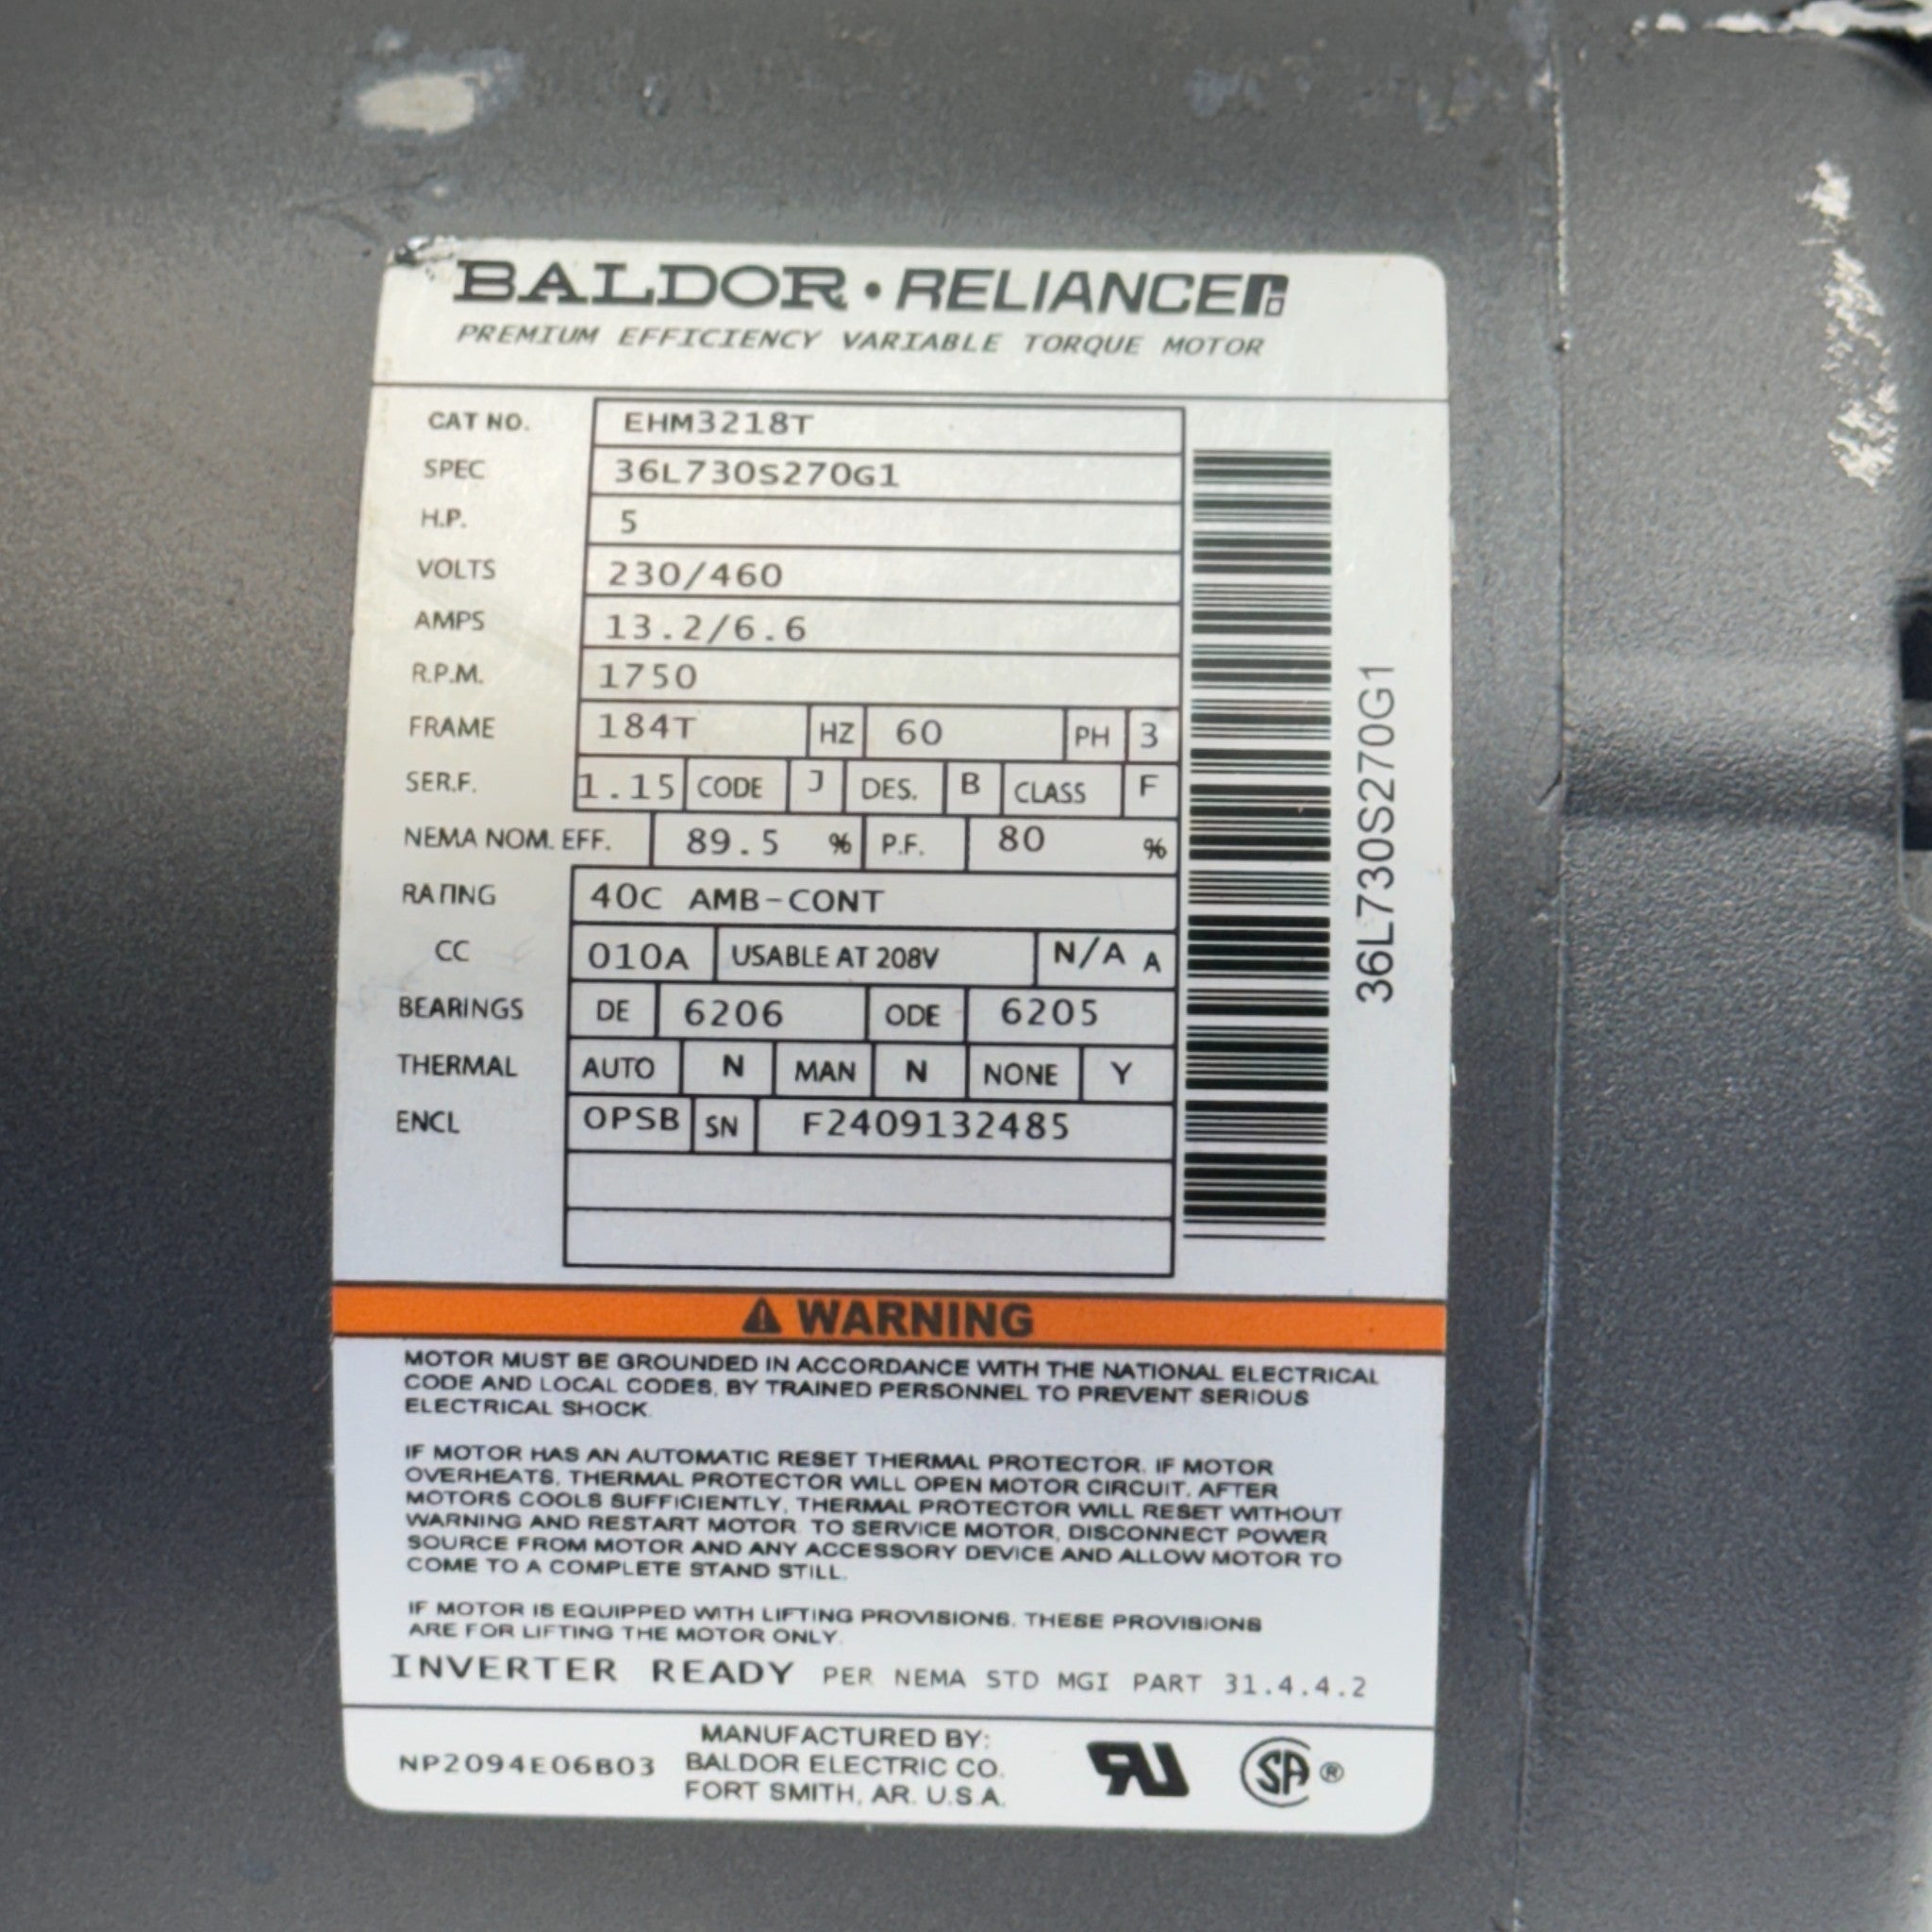 BALDOR • RELIANCE
PREMIUM EFFICIENCY VARIABLE TORQUE MOTOR
CAT NO. EHM3218T
SPEC 36L730S270G1
H.P. 5
VOLTS 230/460
AMPS 13.2/6.6
R.P.M. 1750
FRAME 184T HZ 60 PH 3
SER.F. 1.15 CODE J DES. B CLASS F
NEMA NOM. EFF. 89.5 % P.F. 80 %
RATING 40C AMB-CONT
CC 010A USABLE AT 208V N/A A
BEARINGS DE 6206 ODE 6205
THERMAL AUTO N MAN N NONE Y
ENCL OPSB SN F2409132485
36L730S270G1
WARNING
MOTOR MUST BE GROUNDED IN ACCORDANCE WITH THE NATIONAL ELECTRICAL
CODE AND LOCAL CODES, BY TRAINED PERSONNEL TO PREVENT SERIOUS
ELECTRICAL SHOCK.
IF MOTOR HAS AN AUTOMATIC RESET THERMAL PROTECTOR. IF MOTOR
OVERHEATS, THERMAL PROTECTOR WILL OPEN MOTOR CIRCUIT. AFTER
MOTORS COOLS SUFFICIENTLY, THERMAL PROTECTOR WILL RESET WITHOUT
WARNING AND RESTART MOTOR. TO SERVICE MOTOR, DISCONNECT POWER
SOURCE FROM MOTOR AND ANY ACCESSORY DEVICE AND ALLOW MOTOR TO
COME TO A COMPLETE STAND STILL.
IF MOTOR IS EQUIPPED WITH LIFTING PROVISIONS. THESE PROVISIONS
ARE FOR LIFTING THE MOTOR ONLY.
INVERTER READY PER NEMA STD MGI PART 31.4.4.2
NP2094E06B03
MANUFACTURED BY:
BALDOR ELECTRIC CO.
FORT SMITH, AR. U.S.A.
RU
SA ®